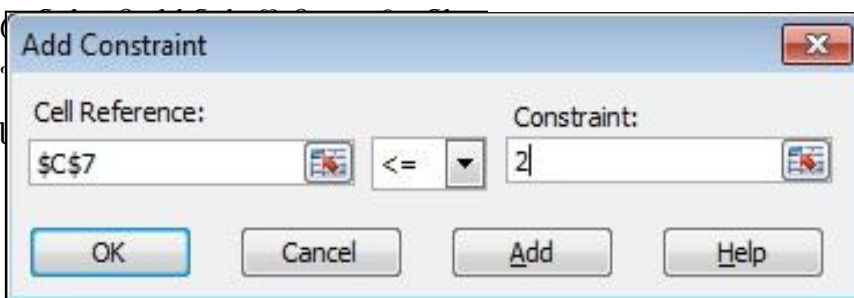 Add Constraint
Cell Reference:
Constraint:
$C$7
<=
2
OK
Cancel
Add
Help